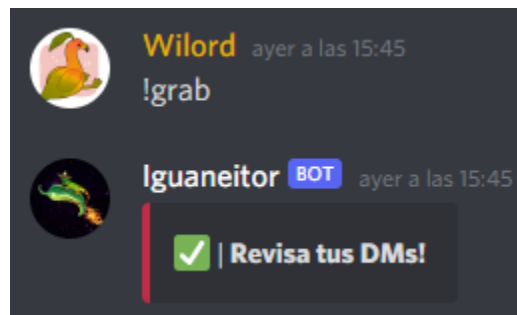 Wilord ayer a las 15:45
!grab
Iguaneitor BOT ayer a las 15:45
✅ | Revisa tus DMs!